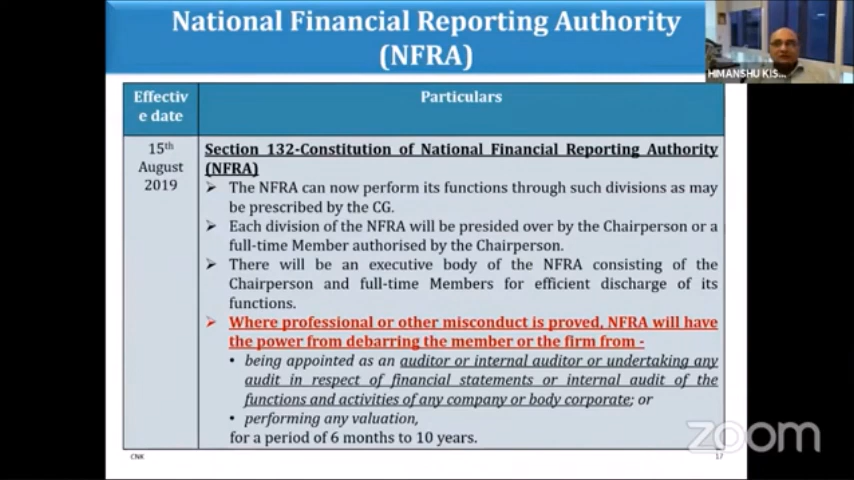 National Financial Reporting Authority
(NFRA)
HIMANSHU KIS...
Effectiv
e date
Particulars
15th
August
2019
Section 132-Constitution of National Financial Reporting Authority
(NFRA)
➢ The NFRA can now perform its functions through such divisions as may
be prescribed by the CG.
➢ Each division of the NFRA will be presided over by the Chairperson or a
full-time Member authorised by the Chairperson.
➢ There will be an executive body of the NFRA consisting of the
Chairperson and full-time Members for efficient discharge of its
functions.
➢ Where professional or other misconduct is proved, NFRA will have
the power from debarring the member or the firm from -
• being appointed as an auditor or internal auditor or undertaking any
audit in respect of financial statements or internal audit of the
functions and activities of any company or body corporate; or
• performing any valuation,
for a period of 6 months to 10 years.
zoom
CNK
17